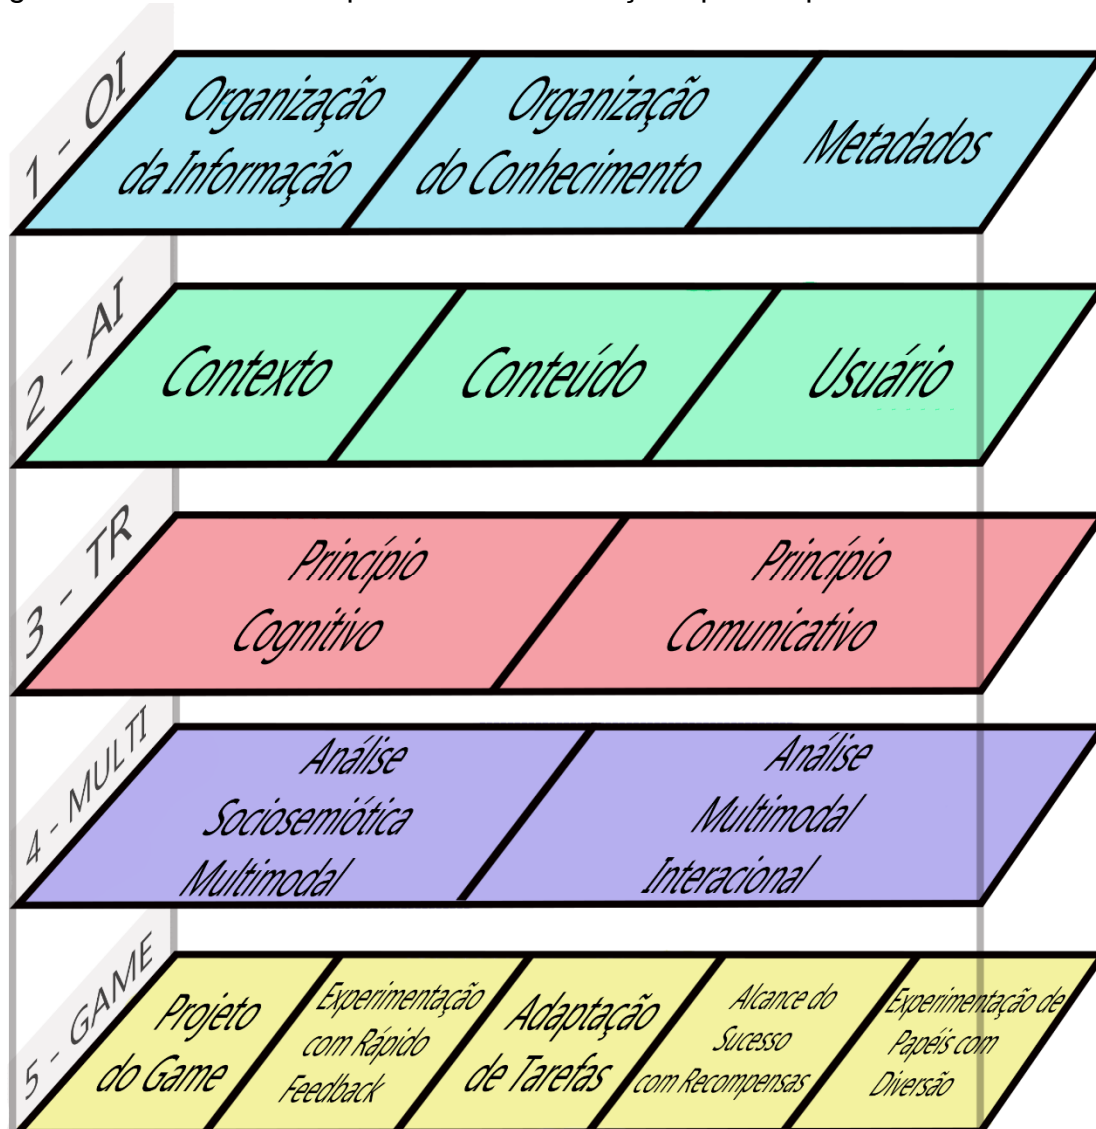 1 - OI
Organização
da Informação
Organização
do Conhecimento
Metadados
2 - AI
Contexto
Conteúdo
Usuário
3 - TR
Princípio
Cognitivo
Princípio
Comunicativo
4 - MULTI
Análise
Sociosemiótica
Multimodal
Análise
Multimodal
Interacional
5 - GAME
Projeto
do Game
Experimentação
com Rápido
Feedback
Adaptação
de Tarefas
Alcance do
Sucesso
com Recompensas
Experimentação de
Papéis com
Diversão